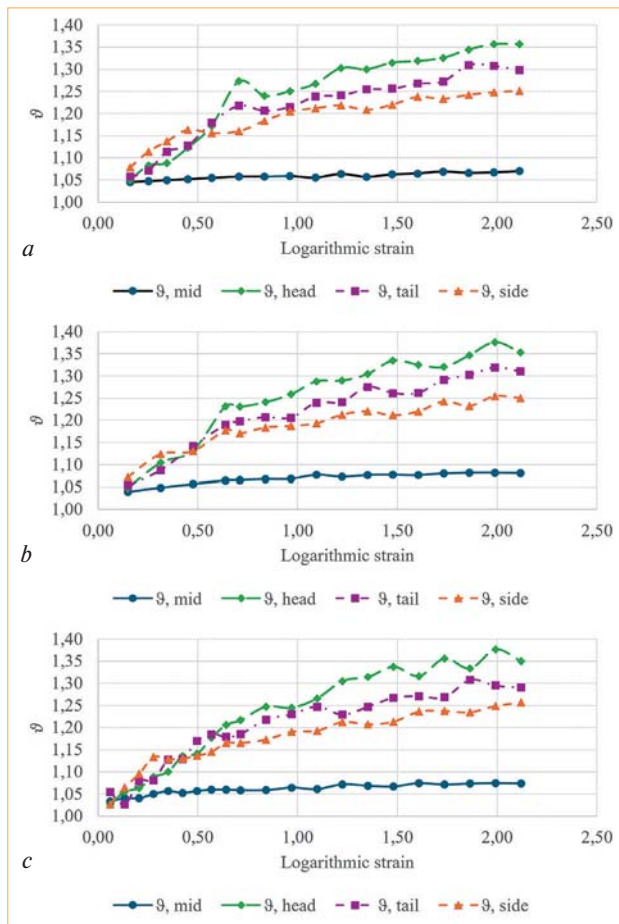 1,40
1,35
1,30
1,25
1,20
1,15
1,10
1,05
1,00
ϑ
0,00 0,50 1,00 1,50 2,00 2,50
a
Logarithmic strain
ϑ, mid ϑ, head ϑ, tail ϑ, side
1,40
1,35
1,30
1,25
1,20
1,15
1,10
1,05
1,00
ϑ
0,00 0,50 1,00 1,50 2,00 2,50
b
Logarithmic strain
ϑ, mid ϑ, head ϑ, tail ϑ, side
1,40
1,35
1,30
1,25
1,20
1,15
1,10
1,05
1,00
ϑ
0,00 0,50 1,00 1,50 2,00 2,50
c
Logarithmic strain
ϑ, mid ϑ, head ϑ, tail ϑ, side